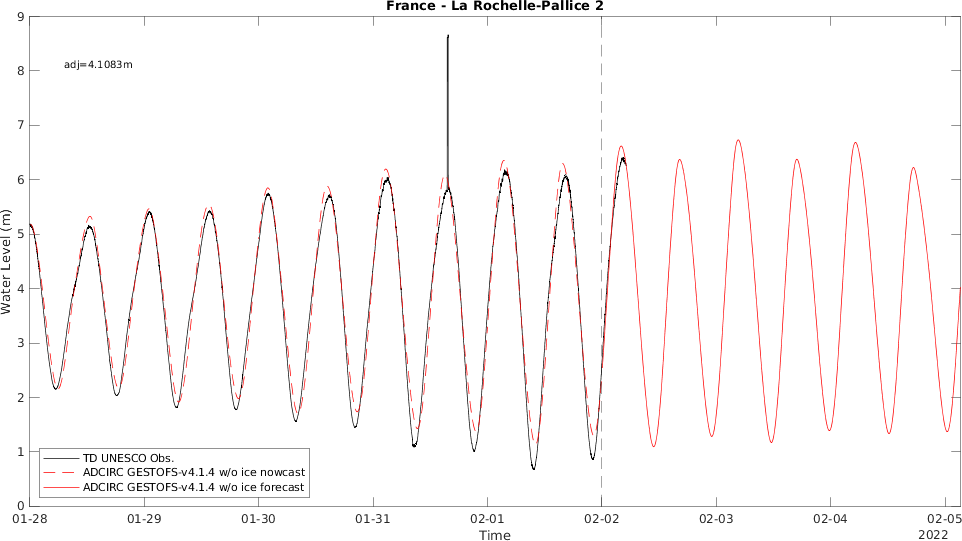 France - La Rochelle-Pallice 2
9
8
7
6
5
4
3
2
1
0
Water Level (m)
adj=4.1083m
TD UNESCO Obs.
ADCIRC GESTOFS-v4.1.4 w/o ice nowcast
ADCIRC GESTOFS-v4.1.4 w/o ice forecast
01-28 01-29 01-30 01-31 02-01 02-02 02-03 02-04 02-05
Time
2022